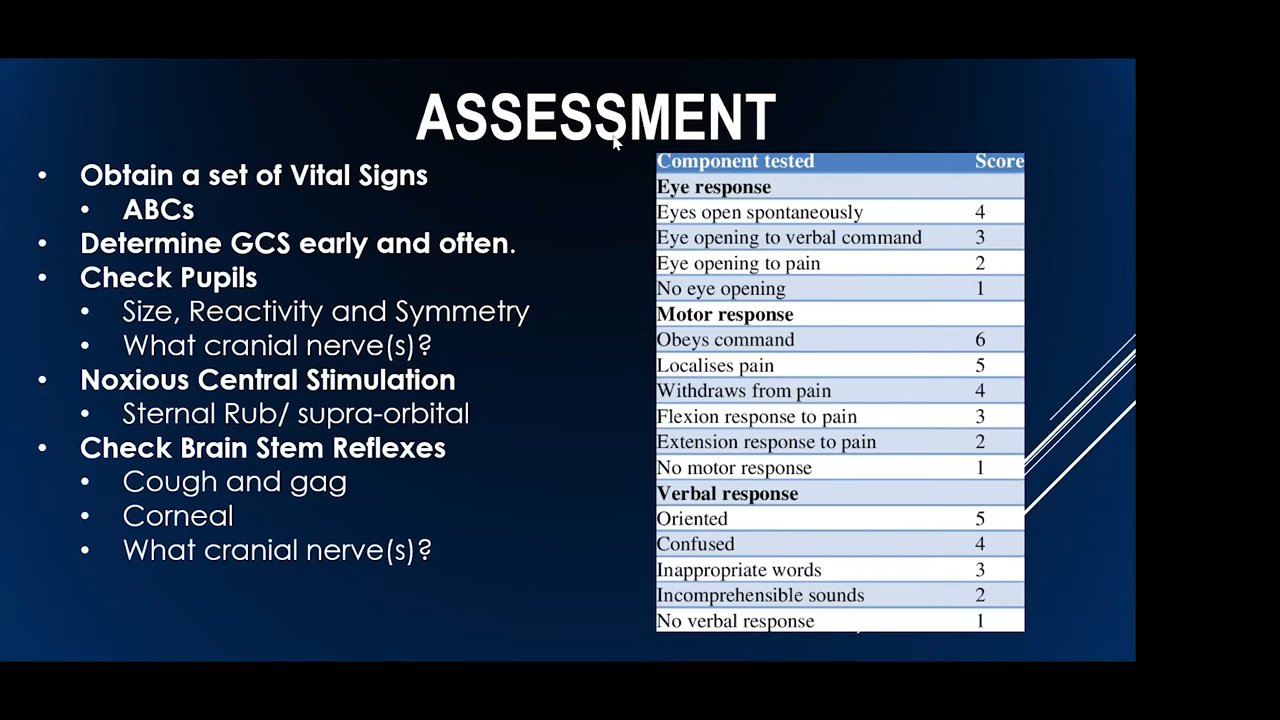 ASSESSMENT
• Obtain a set of Vital Signs
• ABCs
• Determine GCS early and often.
• Check Pupils
• Size, Reactivity and Symmetry
• What cranial nerve(s)?
• Noxious Central Stimulation
• Sternal Rub/ supra-orbital
• Check Brain Stem Reflexes
• Cough and gag
• Corneal
• What cranial nerve(s)?
Component tested Score
Eye response
Eyes open spontaneously 4
Eye opening to verbal command 3
Eye opening to pain 2
No eye opening 1
Motor response
Obeys command 6
Localises pain 5
Withdraws from pain 4
Flexion response to pain 3
Extension response to pain 2
No motor response 1
Verbal response
Oriented 5
Confused 4
Inappropriate words 3
Incomprehensible sounds 2
No verbal response 1